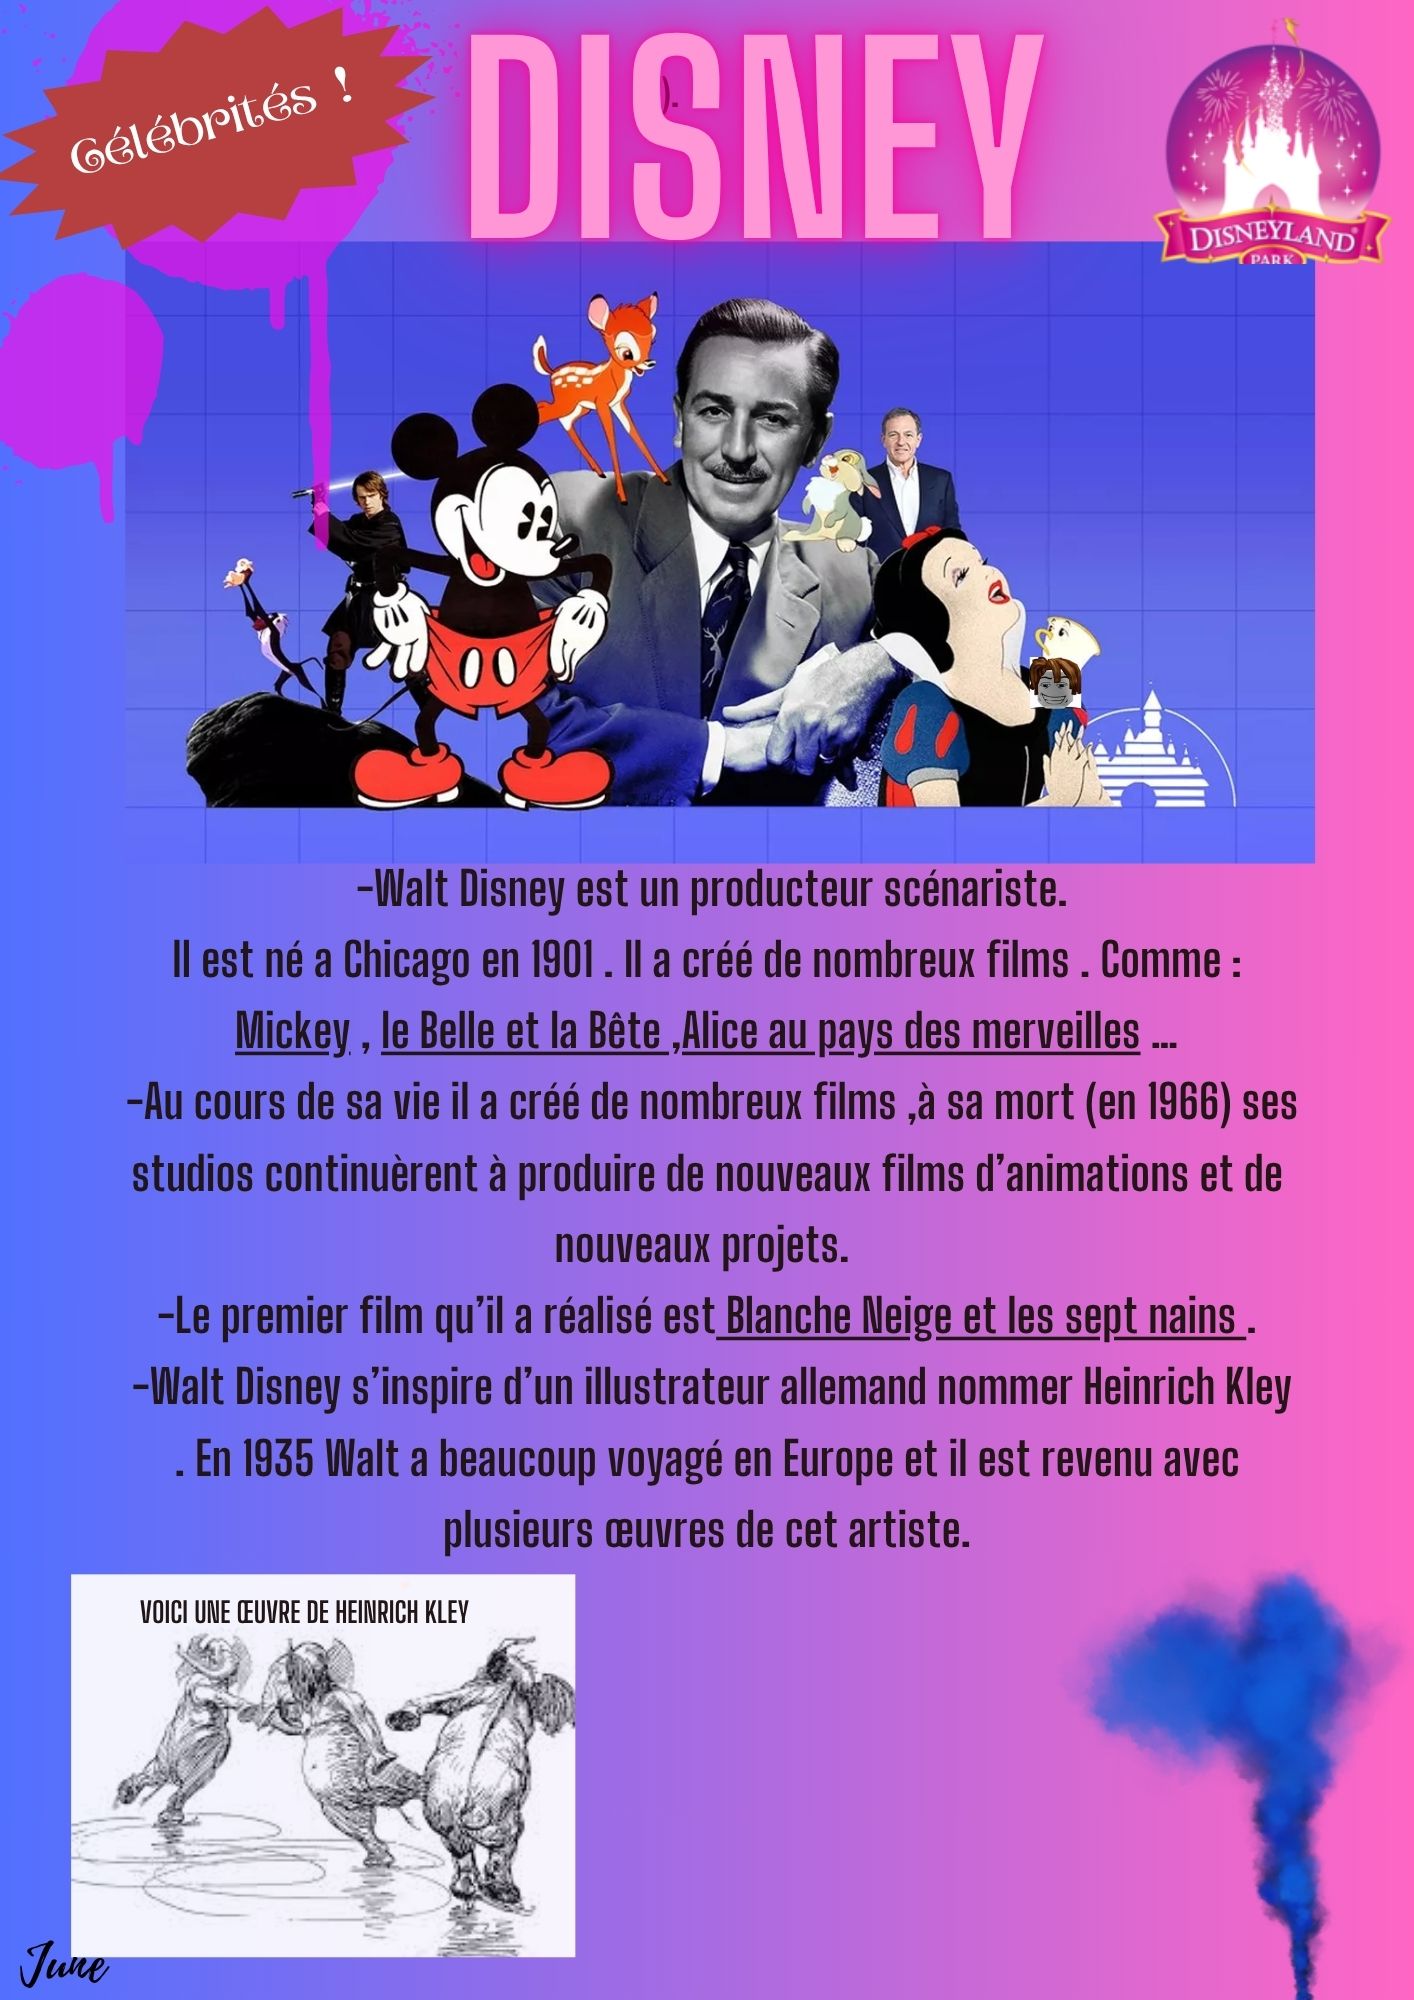 Célébrités !
DISNEY
).
DISNEYLAND
PARK
-Walt Disney est un producteur scénariste.
Il est né a Chicago en 1901 . Il a créé de nombreux films . Comme :
Mickey , le Belle et la Bête ,Alice au pays des merveilles ...
-Au cours de sa vie il a créé de nombreux films ,à sa mort (en 1966) ses
studios continuèrent à produire de nouveaux films d'animations et de
nouveaux projets.
-Le premier film qu'il a réalisé est Blanche Neige et les sept nains .
-Walt Disney s'inspire d'un illustrateur allemand nommer Heinrich Kley
. En 1935 Walt a beaucoup voyagé en Europe et il est revenu avec
plusieurs œuvres de cet artiste.
VOICI UNE ŒUVRE DE HEINRICH KLEY
June